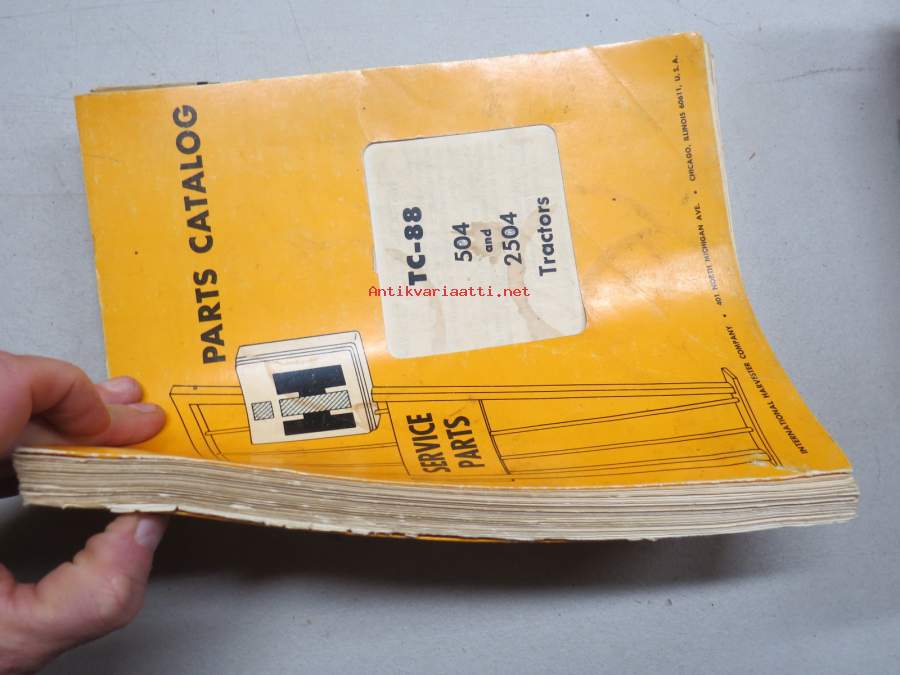 PARTS CATALOG
TC-88
504
and
2504
Tractors
Antikvariaatti.net
SERVICE
PARTS
INTERNATIONAL HARVESTER COMPANY • 401 NORTH MICHIGAN AVE. • CHICAGO, ILLINOIS 60611, U. S. A.